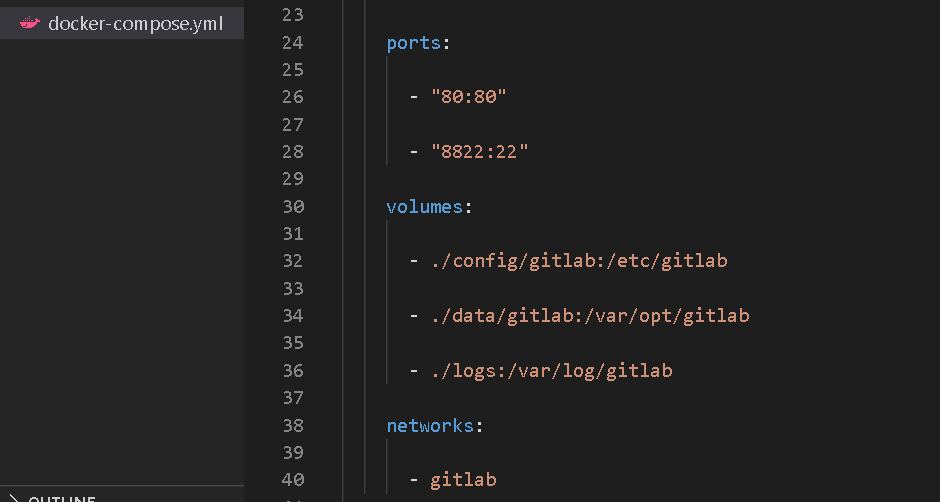 docker-compose.yml
23
24 ports:
25
26 - "80:80"
27
28 - "8822:22"
29
30 volumes:
31
32 - ./config/gitlab:/etc/gitlab
33
34 - ./data/gitlab:/var/opt/gitlab
35
36 - ./logs:/var/log/gitlab
37
38 networks:
39
40 - gitlab
OUTLINE